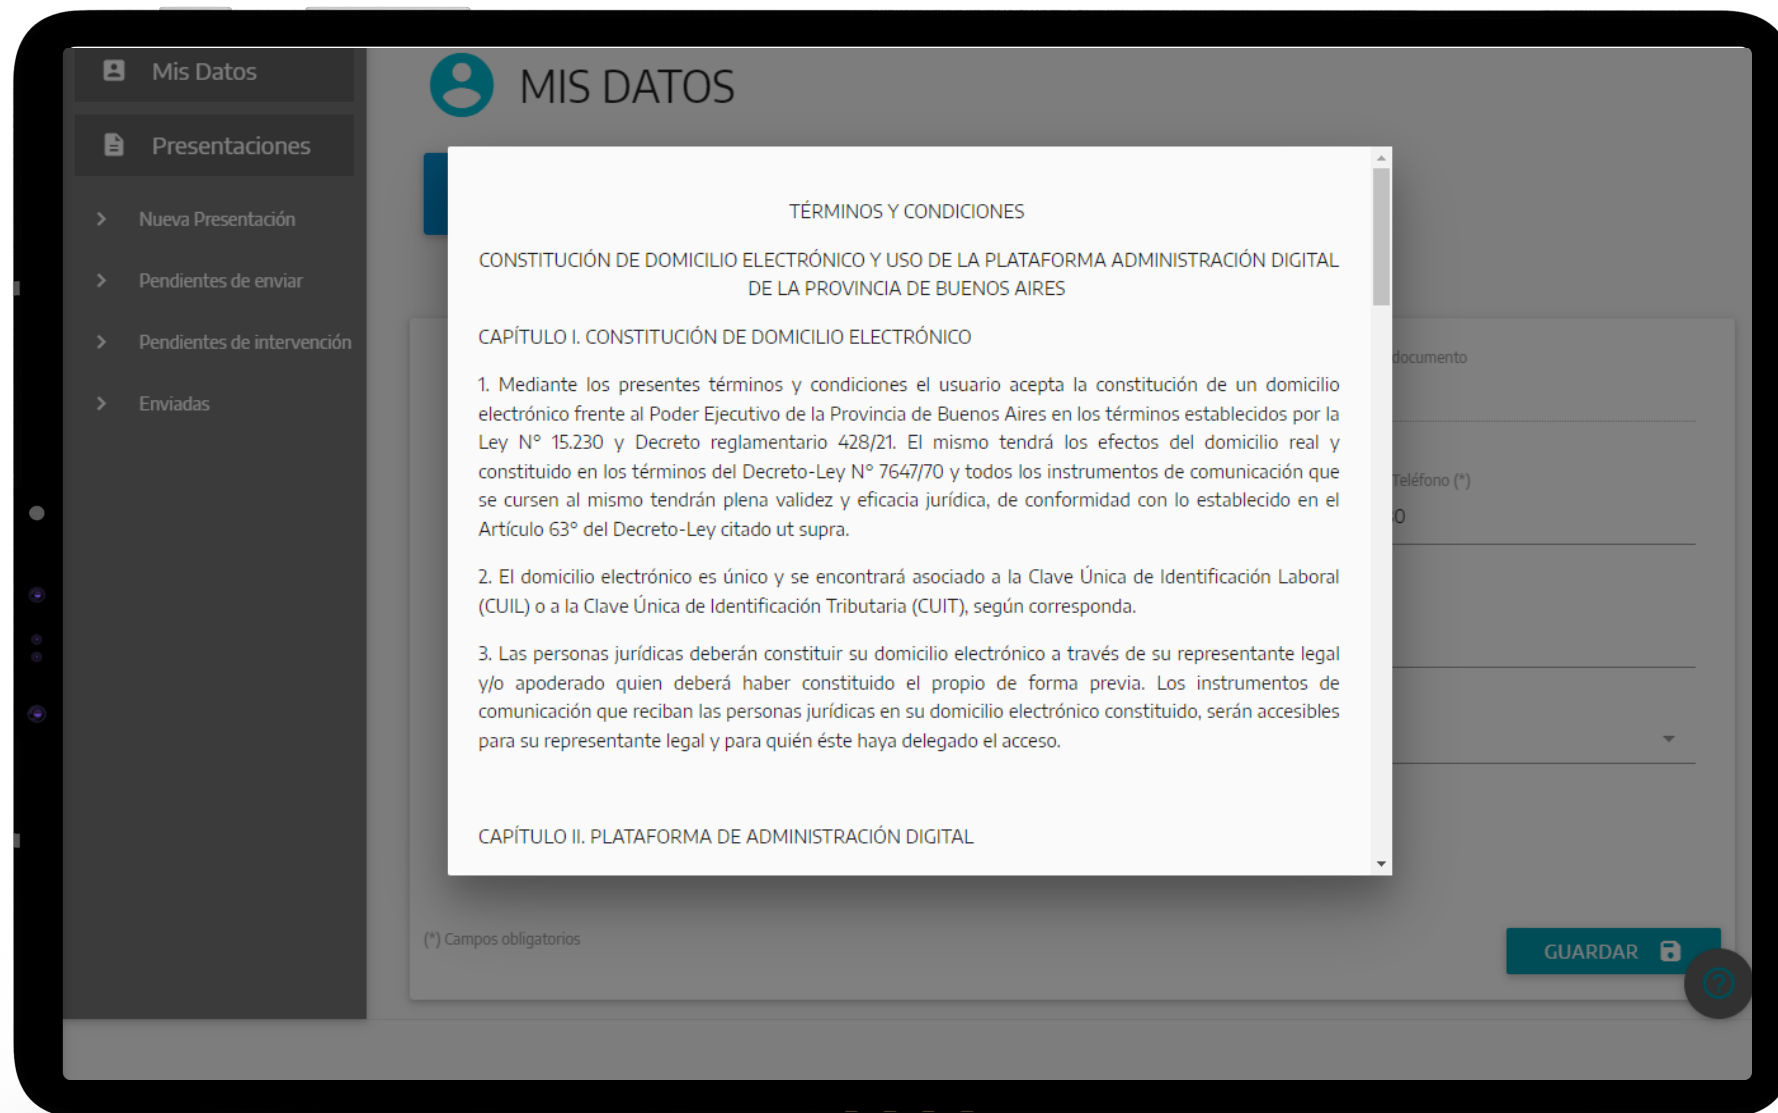 Mis Datos
Presentaciones
Nueva Presentación
Pendientes de enviar
Pendientes de intervención
Enviadas
MIS DATOS
TÉRMINOS Y CONDICIONES
CONSTITUCIÓN DE DOMICILIO ELECTRÓNICO Y USO DE LA PLATAFORMA ADMINISTRACIÓN DIGITAL
DE LA PROVINCIA DE BUENOS AIRES
CAPÍTULO I. CONSTITUCIÓN DE DOMICILIO ELECTRÓNICO
1. Mediante los presentes términos y condiciones el usuario acepta la constitución de un domicilio
electrónico frente al Poder Ejecutivo de la Provincia de Buenos Aires en los términos establecidos por la
Ley N° 15.230 y Decreto reglamentario 428/21. El mismo tendrá los efectos del domicilio real y
constituido en los términos del Decreto-Ley N° 7647/70 y todos los instrumentos de comunicación que
se cursen al mismo tendrán plena validez y eficacia jurídica, de conformidad con lo establecido en el
Artículo 63° del Decreto-Ley citado ut supra.
2. El domicilio electrónico es único y se encontrará asociado a la Clave Única de Identificación Laboral
(CUIL) o a la Clave Única de Identificación Tributaria (CUIT), según corresponda.
3. Las personas jurídicas deberán constituir su domicilio electrónico a través de su representante legal
y/o apoderado quien deberá haber constituido el propio de forma previa. Los instrumentos de
comunicación que reciban las personas jurídicas en su domicilio electrónico constituido, serán accesibles
para su representante legal y para quién éste haya delegado el acceso.
CAPÍTULO II. PLATAFORMA DE ADMINISTRACIÓN DIGITAL
documento
Teléfono (*)
(*) Campos obligatorios
GUARDAR